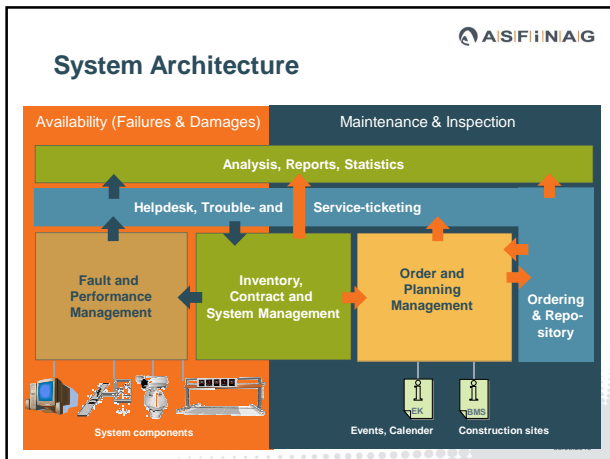 ASFiNAG
System Architecture
Availability (Failures & Damages)
Maintenance & Inspection
Analysis, Reports, Statistics
Helpdesk, Trouble- and Service-ticketing
Fault and
Performance
Management
Inventory,
Contract and
System Management
Order and
Planning
Management
Ordering
& Repo-
sitory
EK
BMS
System components
Events, Calender
Construction sites